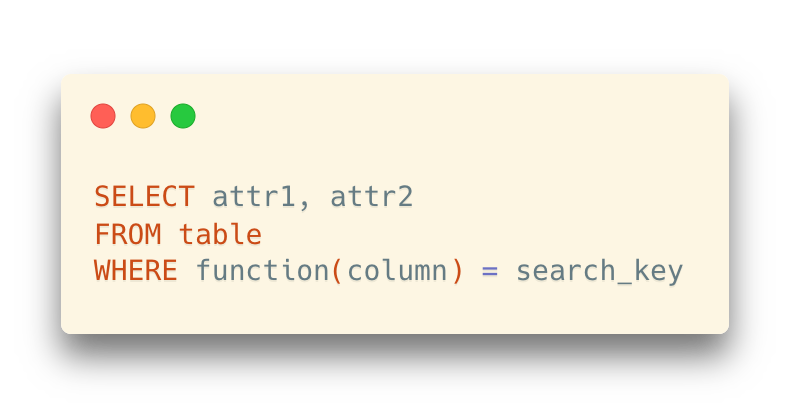 SELECT attr1, attr2
FROM table
WHERE function(column) = search_key